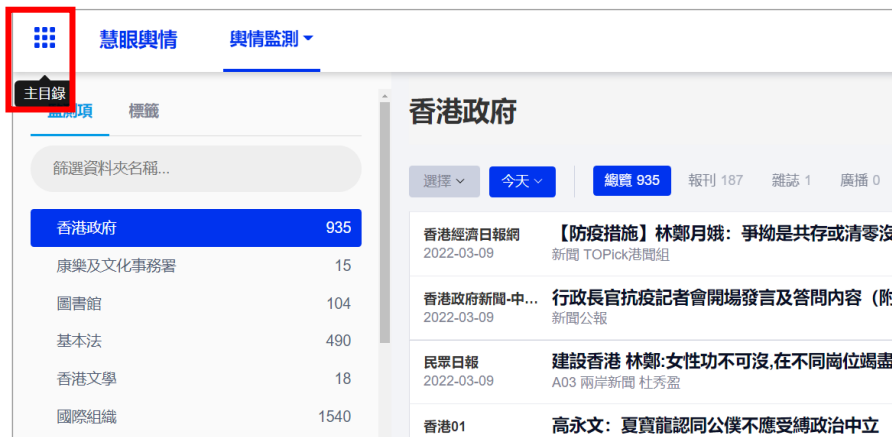 慧眼輿情
輿情監測
主目錄
監測項 標籤
篩選資料夾名稱...
香港政府 935
康樂及文化事務署 15
圖書館 104
基本法 490
香港文學 18
國際組織 1540
香港政府
選擇 今天 總覽 935 報刊 187 雜誌 1 廣播 0
香港經濟日報網 【防疫措施】林鄭月娥：爭拗是共存或清零沒
2022-03-09 新聞 TOPick港聞組
香港政府新聞-中... 行政長官抗疫記者會開場發言及答問內容（附
2022-03-09 新聞公報
民眾日報 建設香港 林鄭:女性功不可沒,在不同崗位竭盡
2022-03-09 A03 兩岸新聞 杜秀盈
香港01 高永文：夏寶龍認同公僕不應受縛政治中立